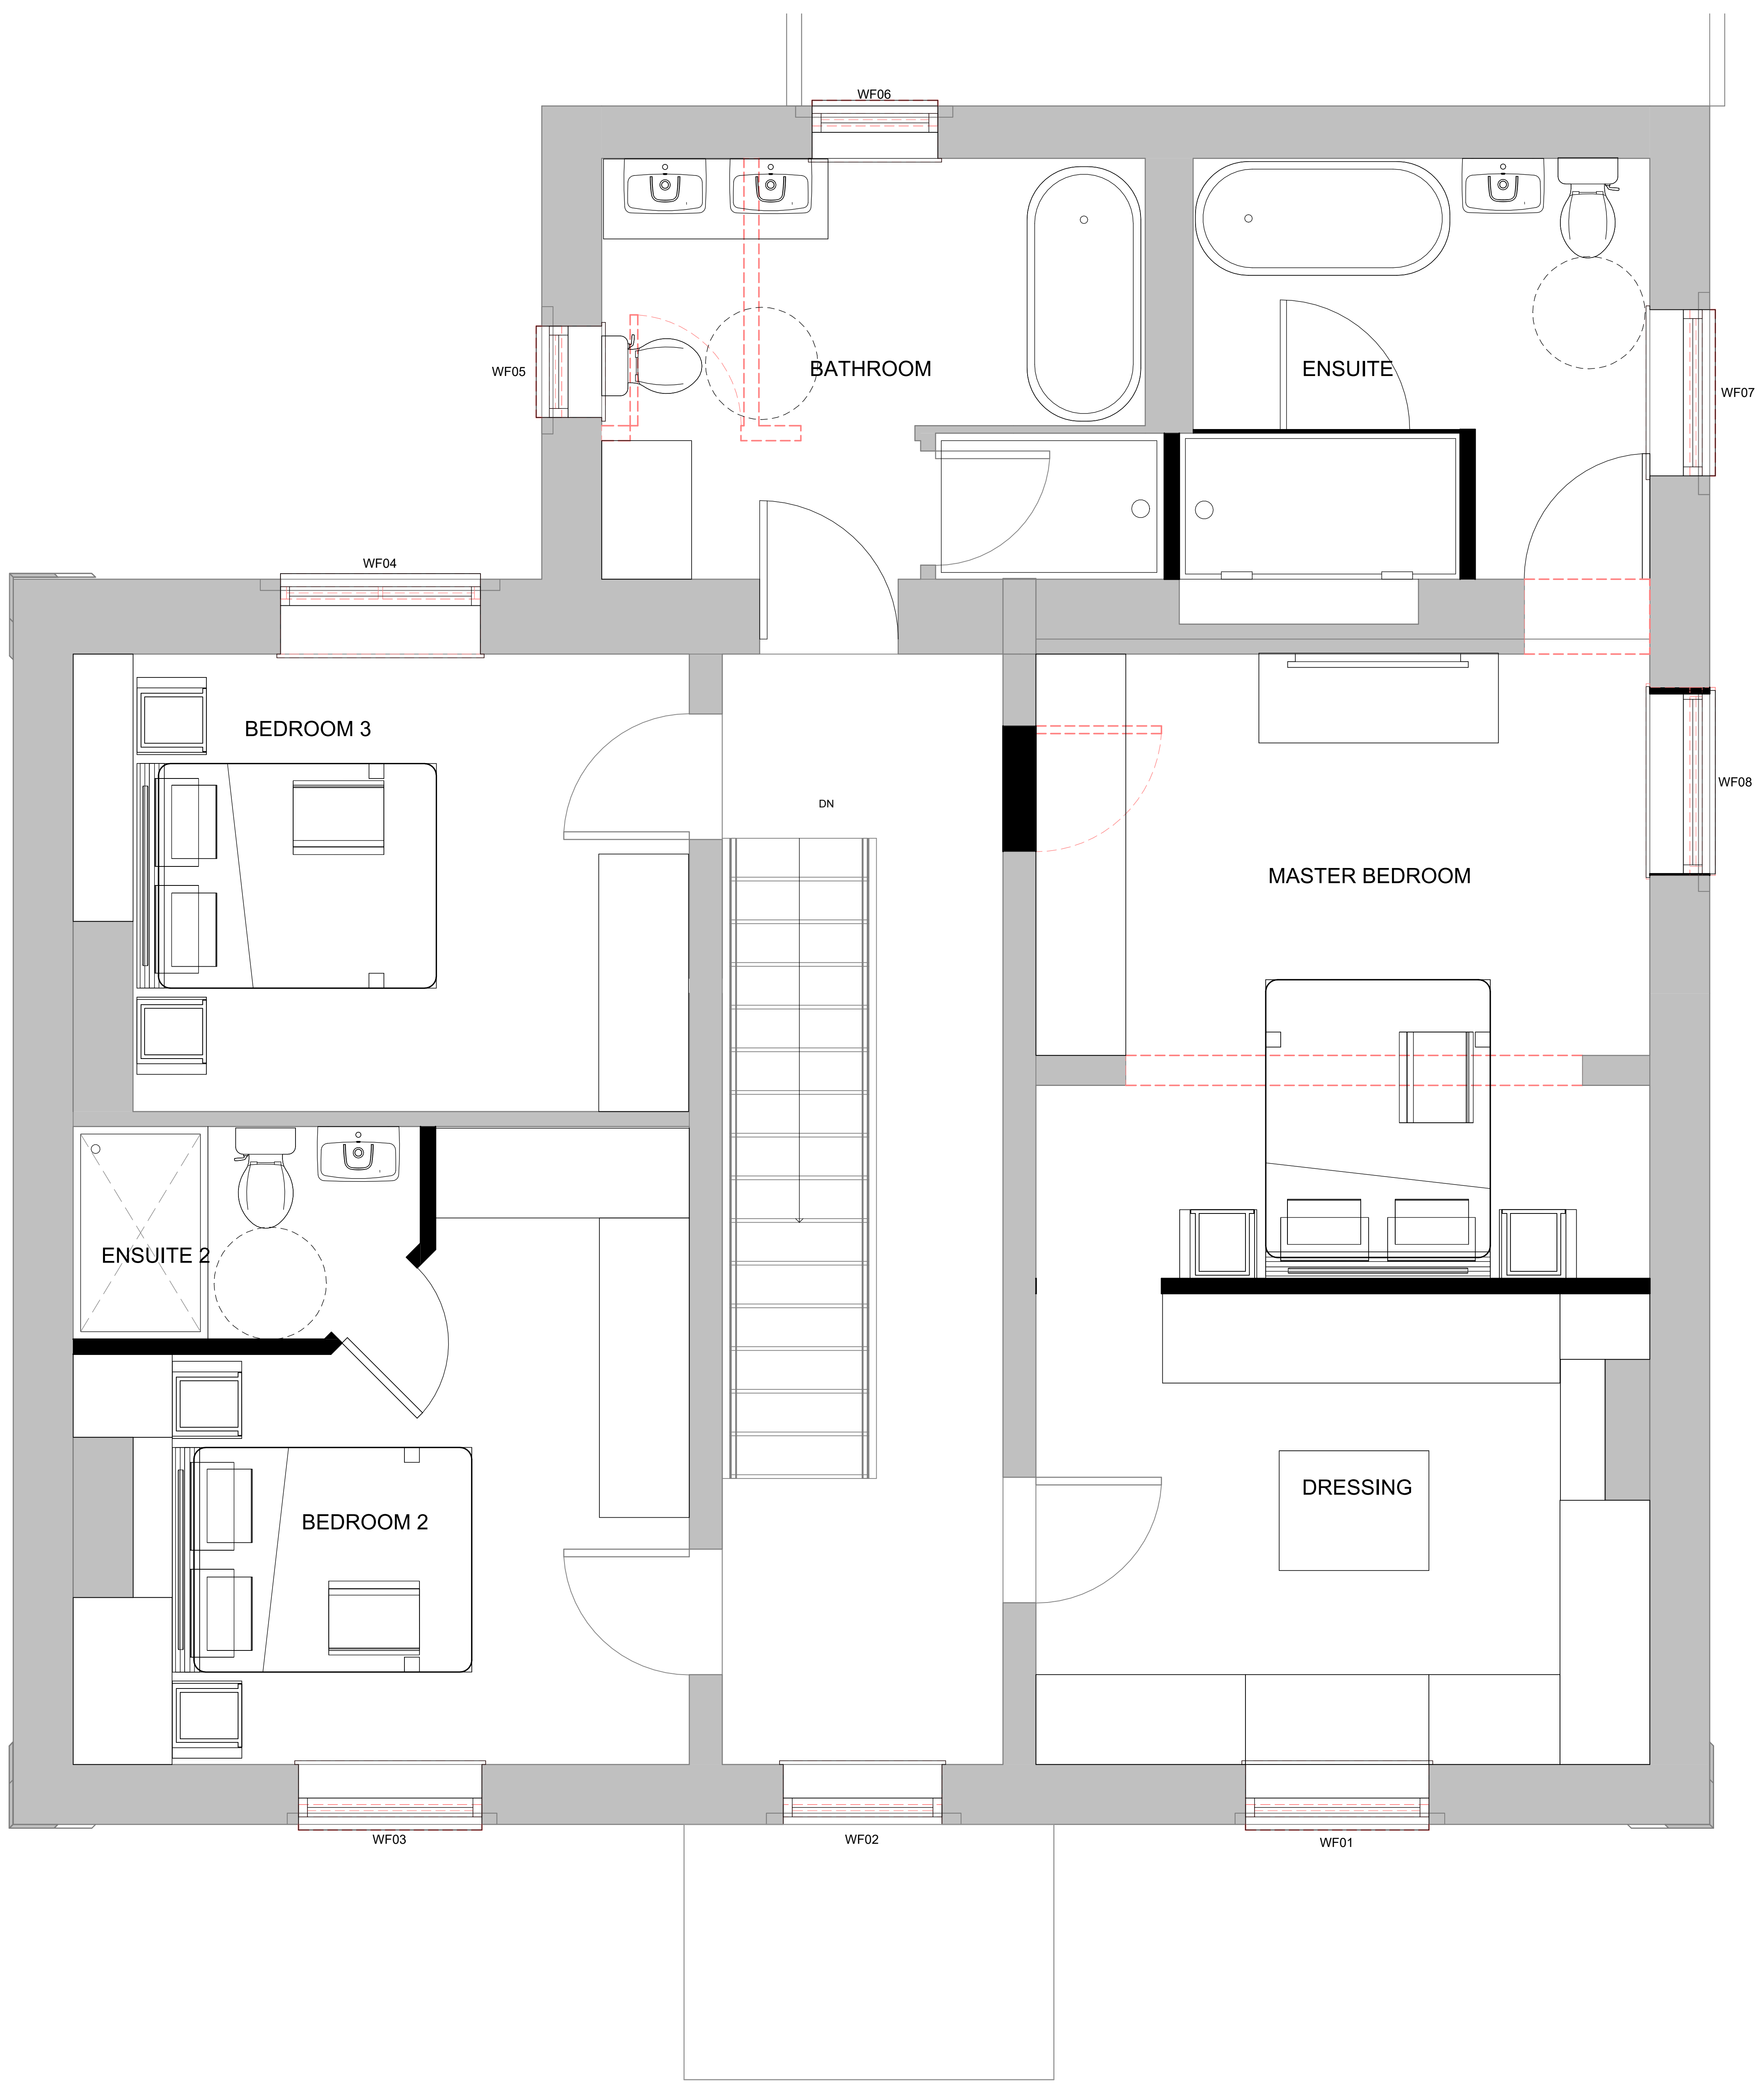 WF06
WF05
BATHROOM
ENSUITE
WF07
WF04
BEDROOM 3
DN
WF08
MASTER BEDROOM
ENSUITE 2
DRESSING
BEDROOM 2
WF03
WF02
WF01